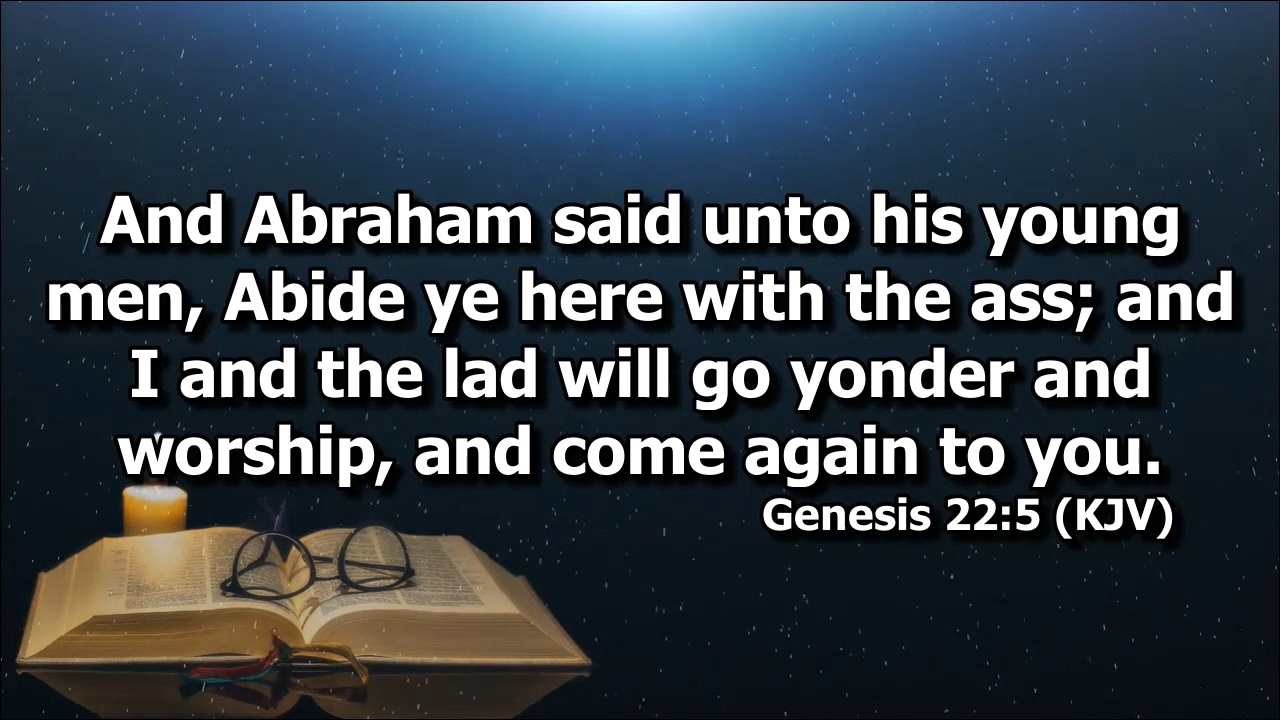 And Abraham said unto his young
men, Abide ye here with the ass; and
I and the lad will go yonder and
worship, and come again to you.
Genesis 22:5 (KJV)